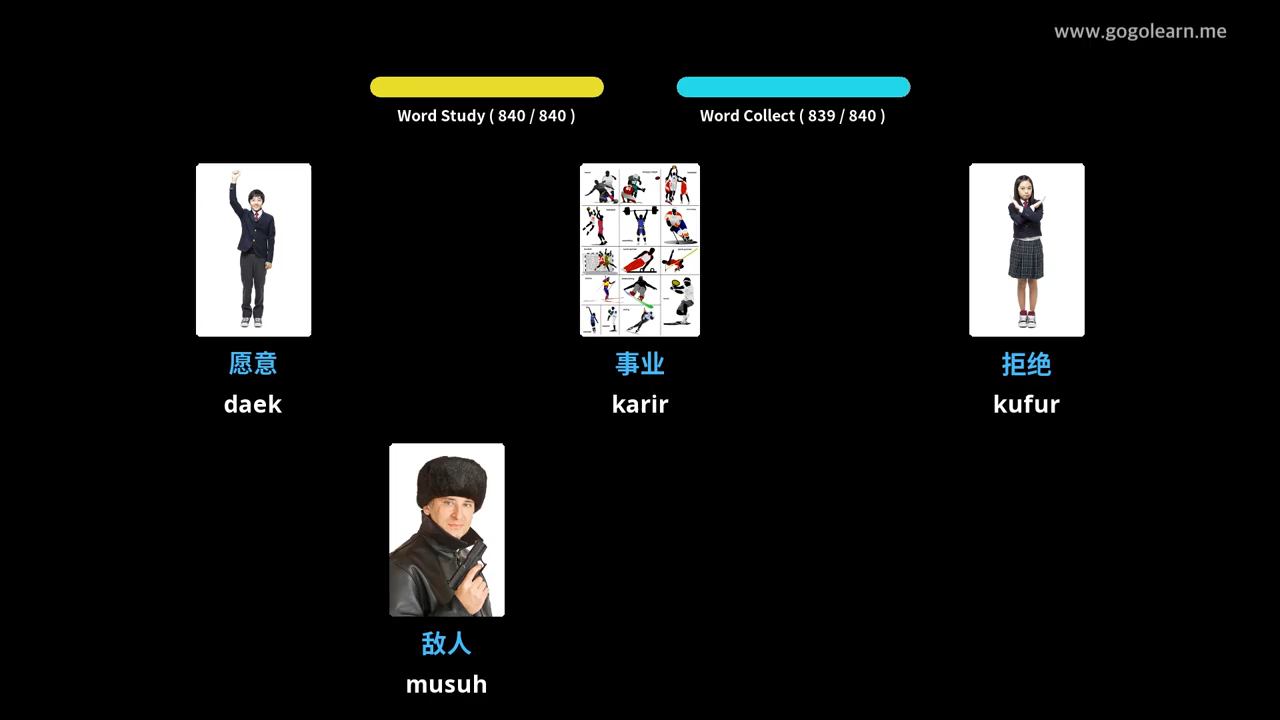 www.gogolearn.me
Word Study ( 840 / 840 )
Word Collect ( 839 / 840 )
愿意
事业
拒绝
daek
karir
kufur
敌人
musuh